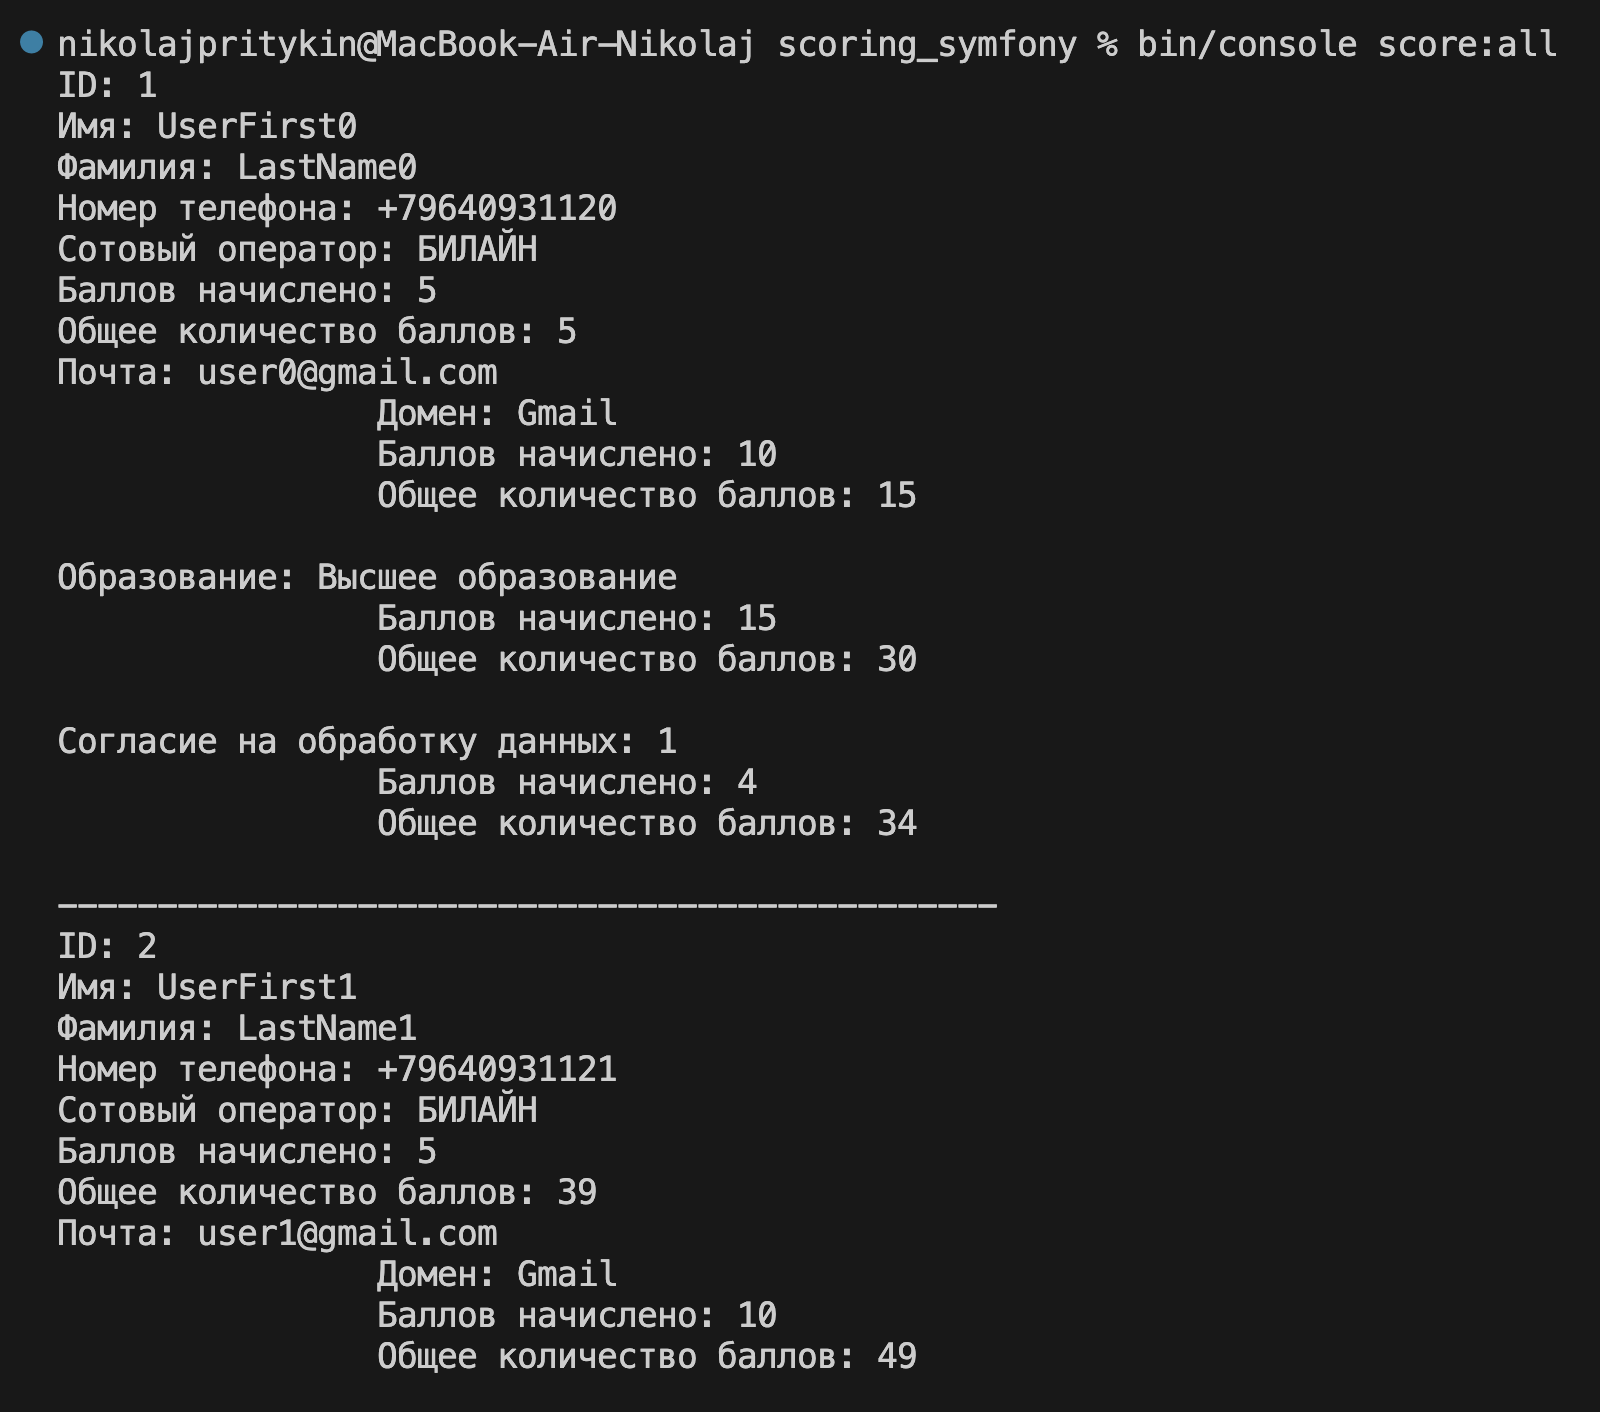 nikolajpritykin@MacBook-Air-Nikolaj scoring_symfony % bin/console score:all
ID: 1
Имя: UserFirst0
Фамилия: LastName0
Номер телефона: +79640931120
Сотовый оператор: БИЛАЙН
Баллов начислено: 5
Общее количество баллов: 5
Почта: user0@gmail.com
Домен: Gmail
Баллов начислено: 10
Общее количество баллов: 15
Образование: Высшее образование
Баллов начислено: 15
Общее количество баллов: 30
Согласие на обработку данных: 1
Баллов начислено: 4
Общее количество баллов: 34
-----------------------------------------------
ID: 2
Имя: UserFirst1
Фамилия: LastName1
Номер телефона: +79640931121
Сотовый оператор: БИЛАЙН
Баллов начислено: 5
Общее количество баллов: 39
Почта: user1@gmail.com
Домен: Gmail
Баллов начислено: 10
Общее количество баллов: 49